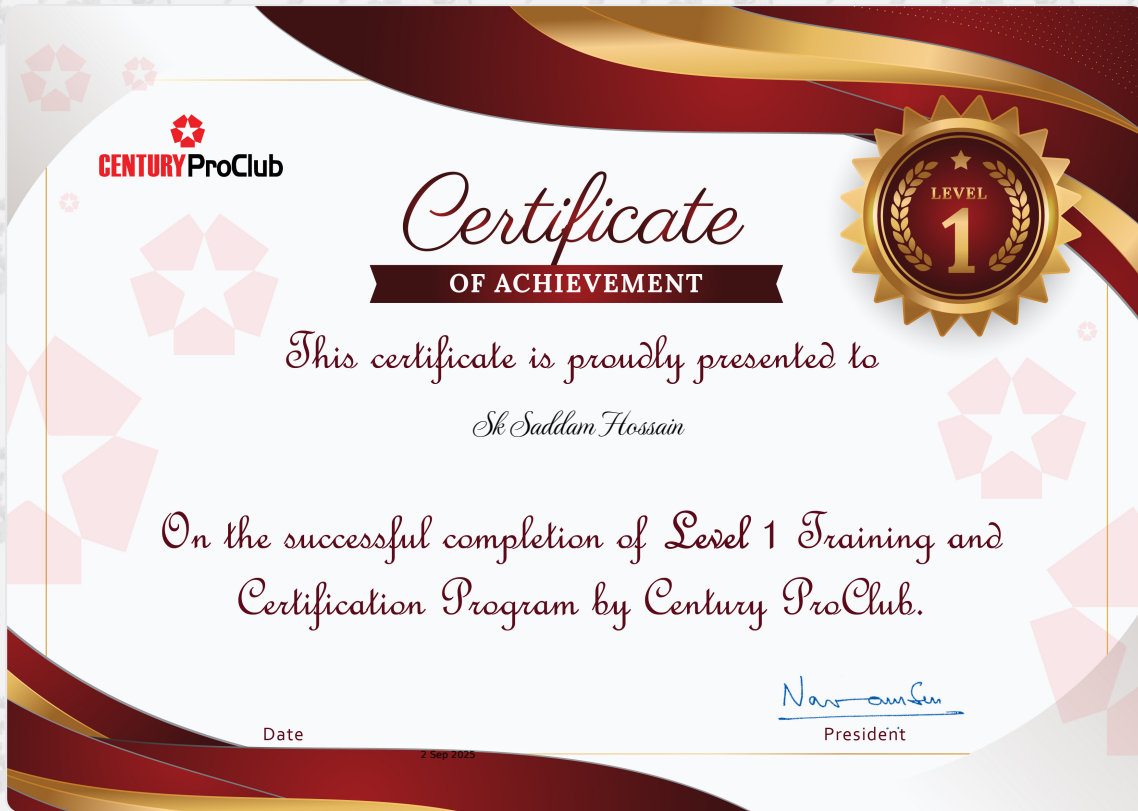 CENTURY ProClub
LEVEL
1
Certificate
OF ACHIEVEMENT
This certificate is proudly presented to
Sk Saddam Hossain
On the successful completion of Level 1 Training and
Certification Program by Century ProClub.
Date
President
2 Sep 2025